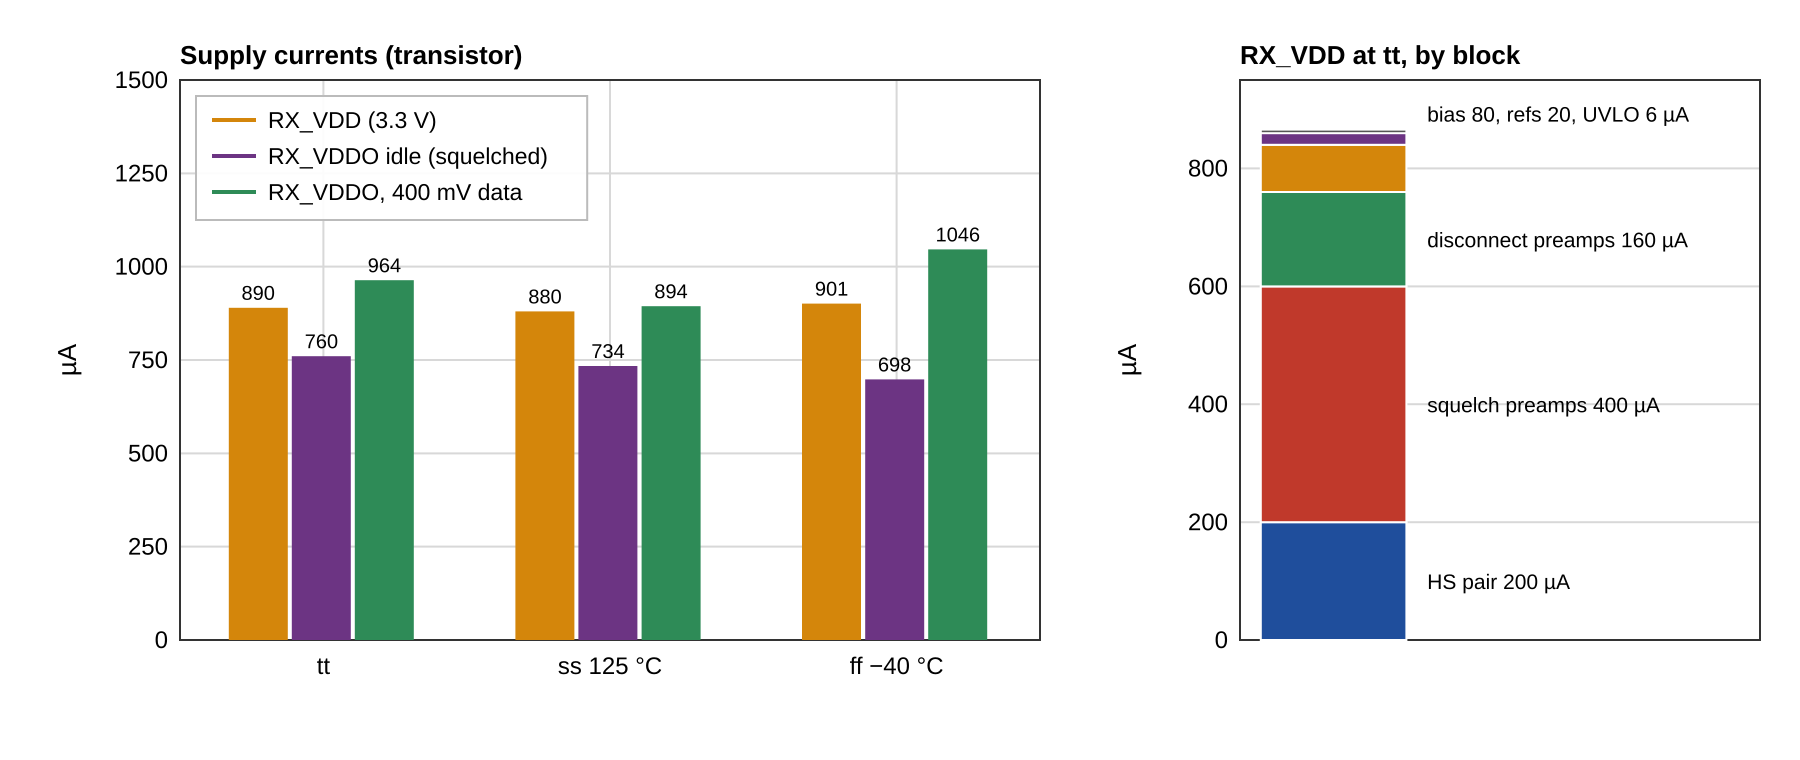 Supply currents (transistor)
1500
1250
1000
750
500
250
0
µA
RX_VDD (3.3 V)
RX_VDDO idle (squelched)
RX_VDDO, 400 mV data
890
760
964
880
734
894
901
698
1046
tt
ss 125 °C
ff −40 °C
RX_VDD at tt, by block
800
600
400
200
0
µA
bias 80, refs 20, UVLO 6 µA
disconnect preamps 160 µA
squelch preamps 400 µA
HS pair 200 µA